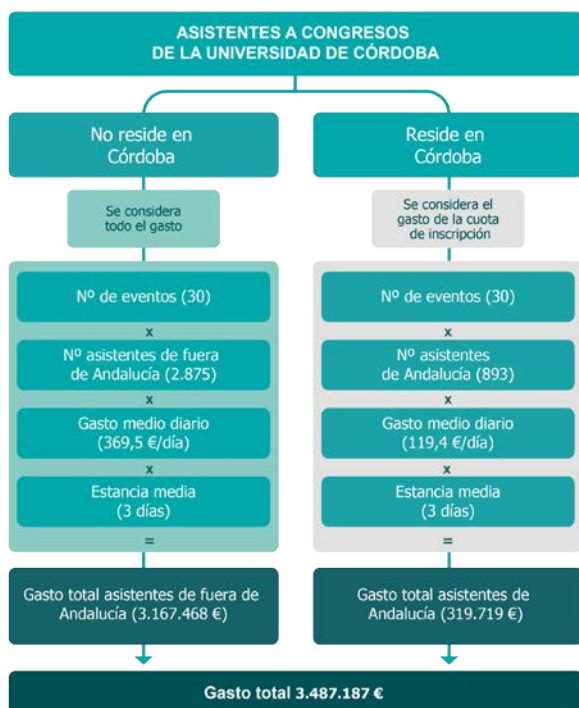 ASISTENTES A CONGRESOS
DE LA UNIVERSIDAD DE CÓRDOBA
No reside en
Córdoba
Se considera
todo el gasto
Nº de eventos (30)
x
Nº asistentes de fuera
de Andalucía (2.875)
x
Gasto medio diario
(369,5 €/día)
x
Estancia media
(3 días)
=
Gasto total asistentes de fuera de
Andalucía (3.167.468 €)
Reside en
Córdoba
Se considera el
gasto de la cuota
de inscripción
Nº de eventos (30)
x
Nº asistentes
de Andalucía (893)
x
Gasto medio diario
(119,4 €/día)
x
Estancia media
(3 días)
=
Gasto total asistentes de
Andalucía (319.719 €)
Gasto total 3.487.187 €